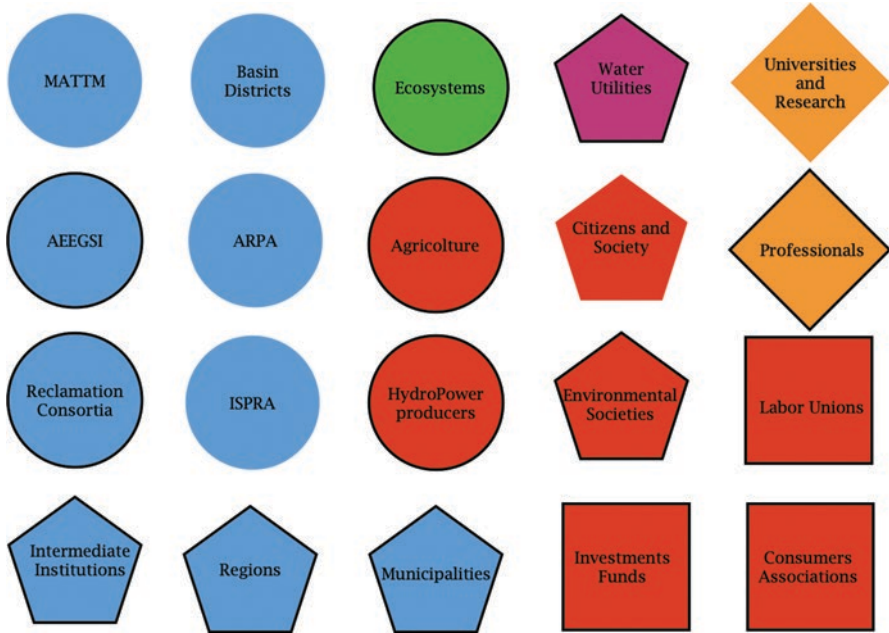 MATTM
Basin
Districts
Ecosystems
Water
Utilities
Universities
and
Research
AEEGSI
ARPA
Agricolture
Citizens and
Society
Professionals
Reclamation
Consortia
ISPRA
HydroPower
producers
Environmental
Societies
Labor Unions
Intermediate
Institutions
Regions
Municipalities
Investments
Funds
Consumers
Associations